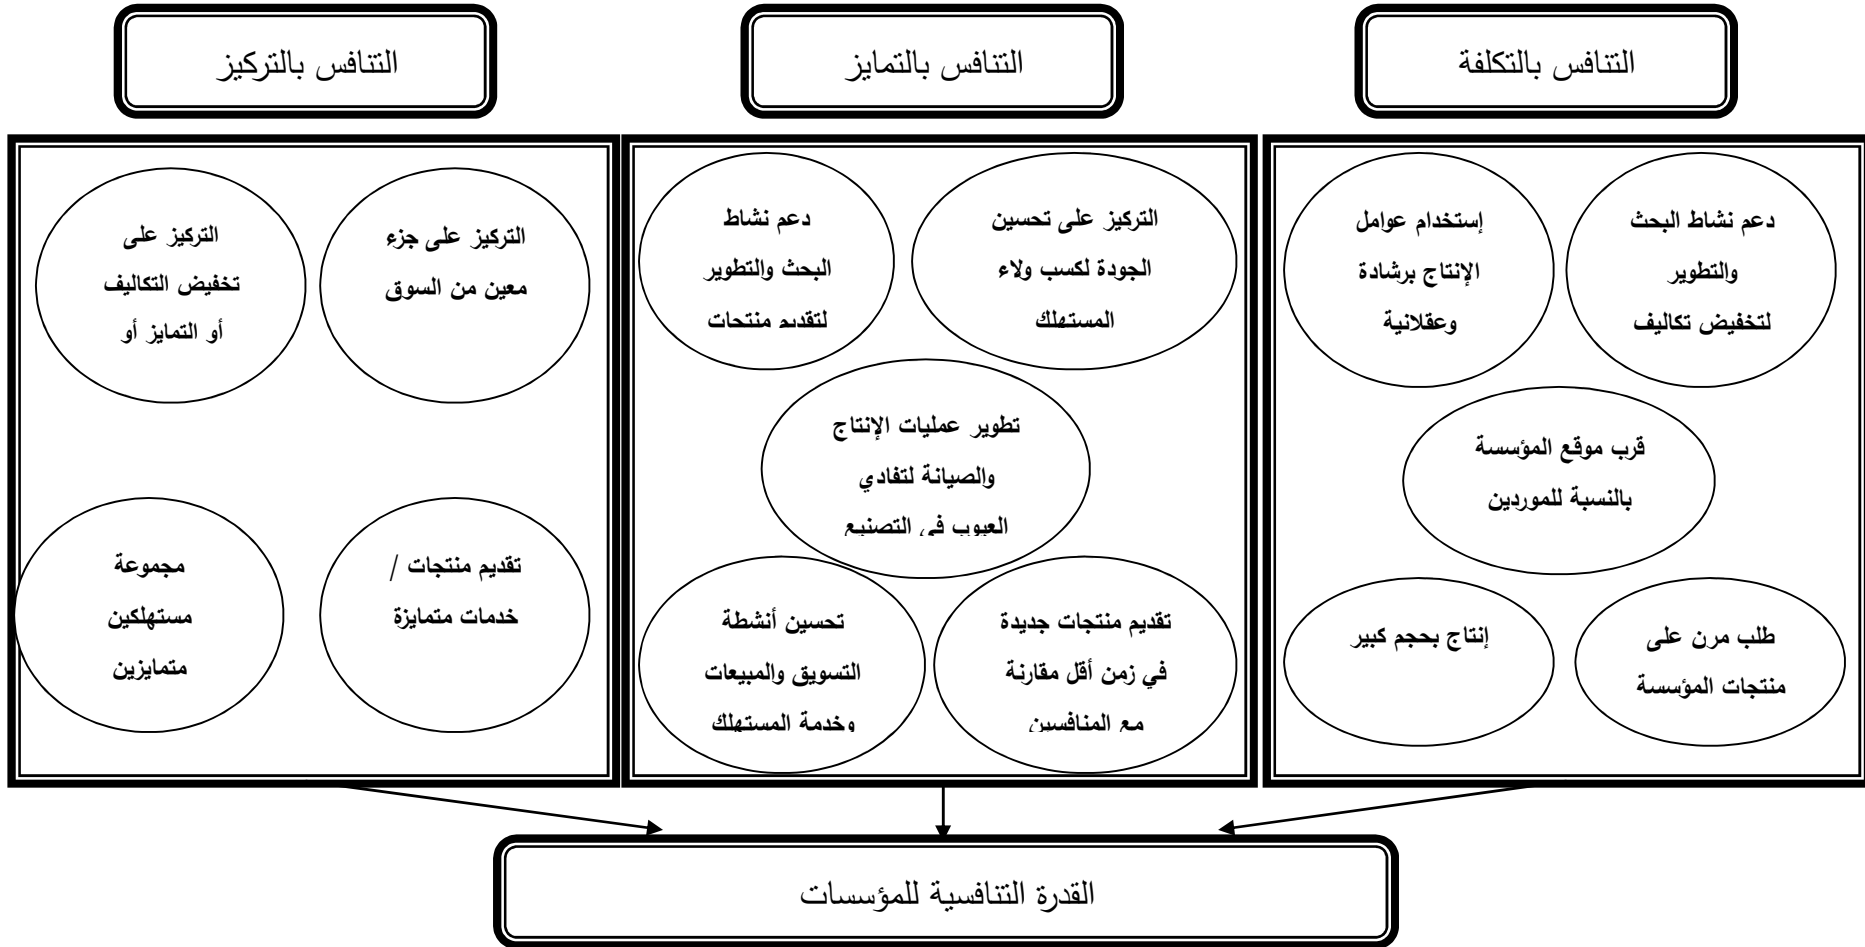 التنافس بالتكلفة
التنافس بالتمايز
التنافس بالتركيز
دعم نشاط البحث
والتطوير
لتخفيض تكاليف
إستخدام عوامل
الإنتاج برشادة
وعقلانية
قرب موقع المؤسسة
بالنسبة للموردين
طلب مرن على
منتجات المؤسسة
إنتاج بحجم كبير
التركيز على تحسين
الجودة لكسب ولاء
المستهلك
دعم نشاط
البحث والتطوير
لتقديم منتجات
تطوير عمليات الإنتاج
والصيانة لتفادي
العيوب في التصنيع
تقديم منتجات جديدة
في زمن أقل مقارنة
مع المنافسين
تحسين أنشطة
التسويق والمبيعات
وخدمة المستهلك
التركيز على جزء
معين من السوق
التركيز على
تخفيض التكاليف
أو التمايز أو
تقديم منتجات /
خدمات متمايزة
مجموعة
مستهلكين
متمايزين
القدرة التنافسية للمؤسسات